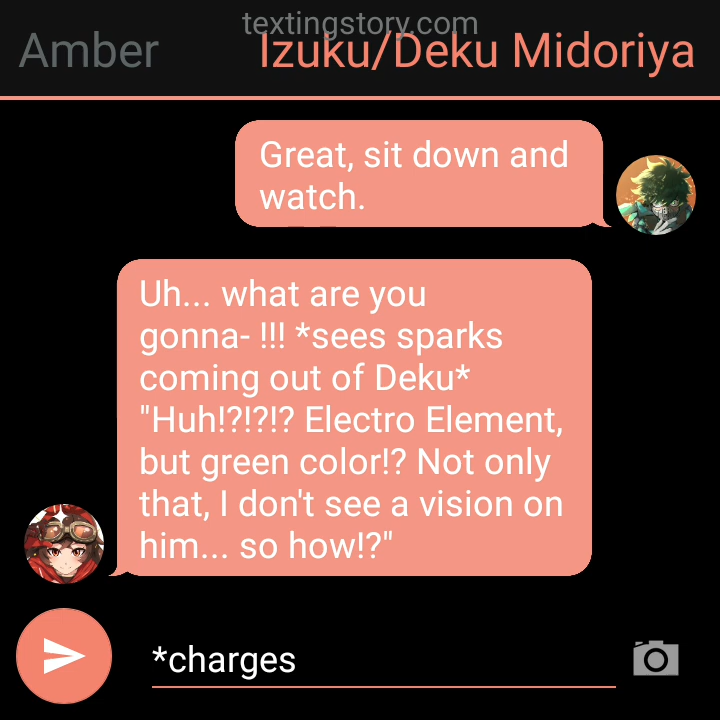 textingstory.com
Amber Izuku/Deku Midoriya
Great, sit down and
watch.
Uh... what are you
gonna- !!! *sees sparks
coming out of Deku*
"Huh!?!?!? Electro Element,
but green color!? Not only
that, I don't see a vision on
him... so how!?"
*charges